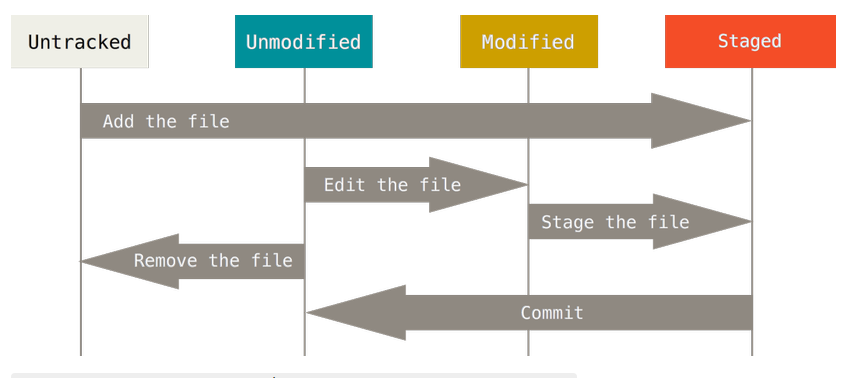 Untracked
Unmodified
Modified
Staged
Add the file
Edit the file
Stage the file
Remove the file
Commit